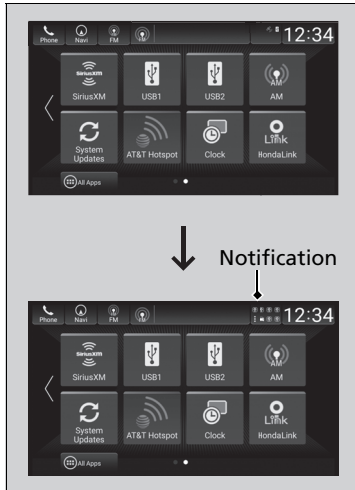 Phone Navi FM 12:34
SiriusXM USB1 USB2 AM
SiriusXM
System Updates AT&T Hotspot Clock HondaLink
Link
All Apps
Notification
Phone Navi FM 12:34
SiriusXM USB1 USB2 AM
SiriusXM
System Updates AT&T Hotspot Clock HondaLink
Link
All Apps